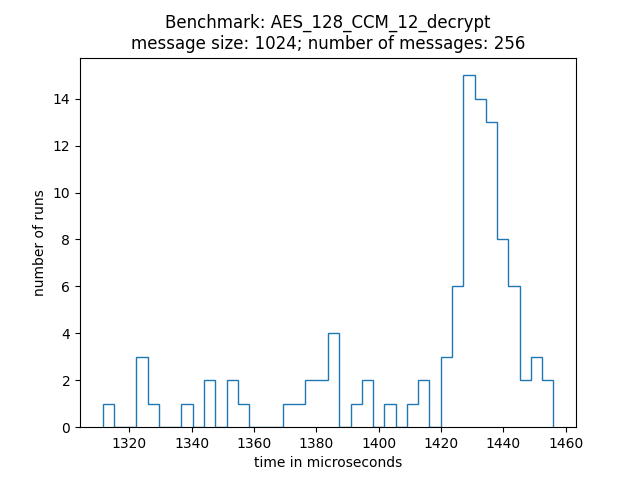 Benchmark: AES_128_CCM_12_decrypt
message size: 1024; number of messages: 256
14
12
10
8
6
4
2
0
number of runs
1320 1340 1360 1380 1400 1420 1440 1460
time in microseconds